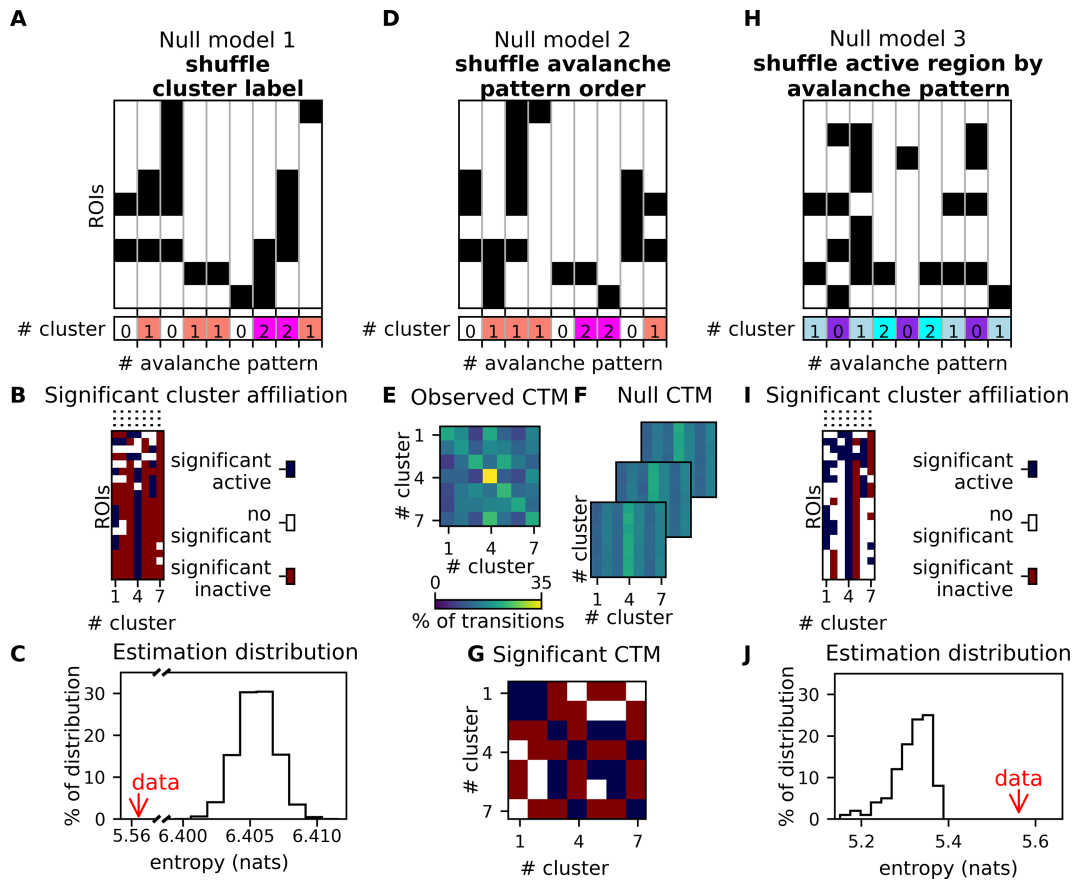 A
Null model 1
shuffle
cluster label
ROIs
# cluster
0 1 0 1 1 0 2 2 1
# avalanche pattern
D
Null model 2
shuffle avalanche
pattern order
# cluster
0 1 1 1 0 2 2 0 1
# avalanche pattern
H
Null model 3
shuffle active region by
avalanche pattern
# cluster
1 0 1 2 0 2 1 0 1
# avalanche pattern
B
Significant cluster affiliation
ROIs
1 4 7
# cluster
significant
active
no
significant
significant
inactive
E
Observed CTM
# cluster
1
4
7
1 4 7
# cluster
0 35
% of transitions
F
Null CTM
# cluster
1 4 7
# cluster
I
Significant cluster affiliation
ROIs
1 4 7
# cluster
significant
active
no
significant
significant
inactive
C
Estimation distribution
% of distribution
30
20
10
0
data
5.56 6.400 6.405 6.410
entropy (nats)
G
Significant CTM
# cluster
1
4
7
1 4 7
# cluster
J
Estimation distribution
% of distribution
30
20
10
0
data
5.2 5.4 5.6
entropy (nats)